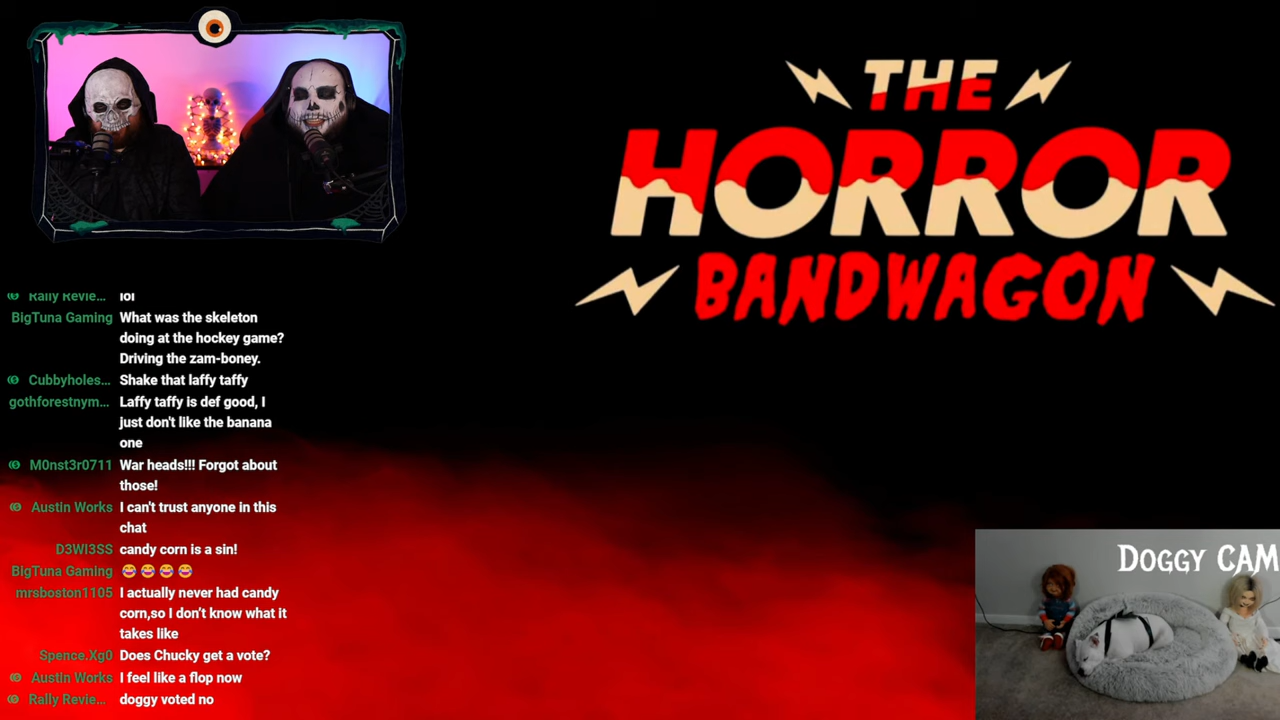 THE
HORROR
BANDWAGON
Rally Revie... lol
BigTuna Gaming What was the skeleton
doing at the hockey game?
Driving the zam-boney.
Cubbyholes... Shake that laffy taffy
gothforestnym... Laffy taffy is def good, I
just don't like the banana
one
M0nst3r0711 War heads!!! Forgot about
those!
Austin Works I can't trust anyone in this
chat
D3WI3SS candy corn is a sin!
BigTuna Gaming 😂 😂 😂 😂
mrsboston1105 I actually never had candy
corn,so I don't know what it
takes like
Spence.Xg0 Does Chucky get a vote?
Austin Works I feel like a flop now
Rally Revie... doggy voted no
DOGGY CAM